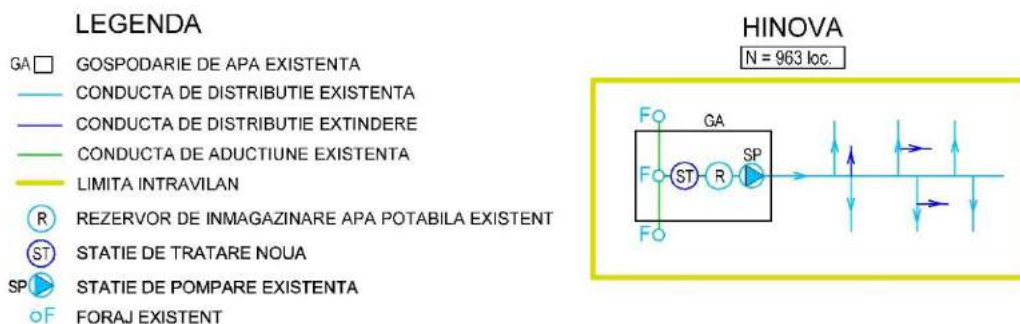 LEGENDA
GA GOSPODARIE DE APA EXISTENTA
CONDUCTA DE DISTRIBUTIE EXISTENTA
CONDUCTA DE DISTRIBUTIE EXTINDERE
CONDUCTA DE ADUCTIUNE EXISTENTA
LIMITA INTRAVILAN
R REZERVOR DE INMAGAZINARE APA POTABILA EXISTENT
ST STATIE DE TRATARE NOUA
SP STATIE DE POMPARE EXISTENTA
F FORAJ EXISTENT
HINOVA
N = 963 loc.
F
GA
SP
F ST R
F